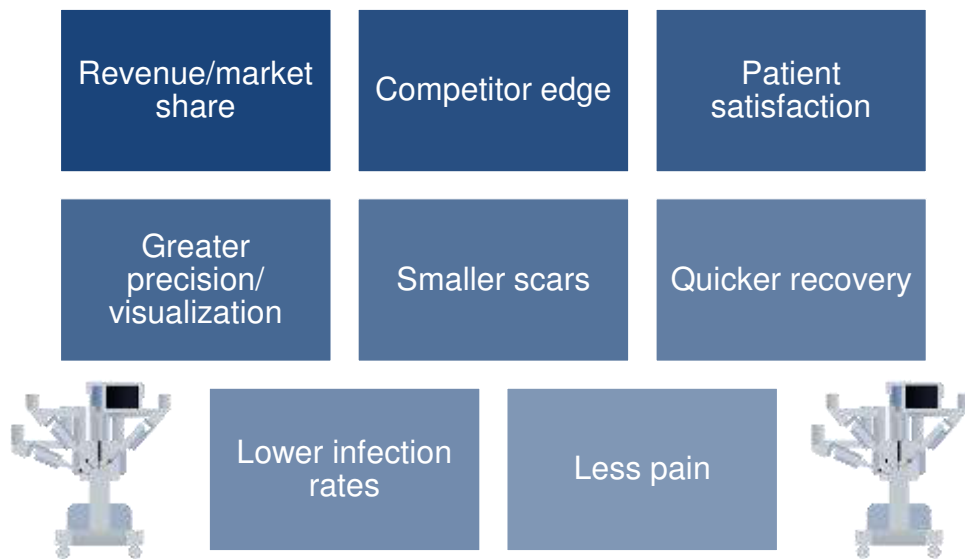 Revenue/market
share
Competitor edge
Patient
satisfaction
Greater
precision/
visualization
Smaller scars
Quicker recovery
Lower infection
rates
Less pain